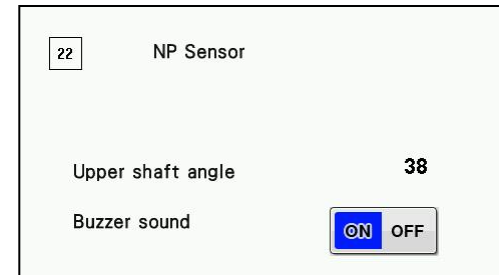 22 NP Sensor
Upper shaft angle 38
Buzzer sound ON OFF